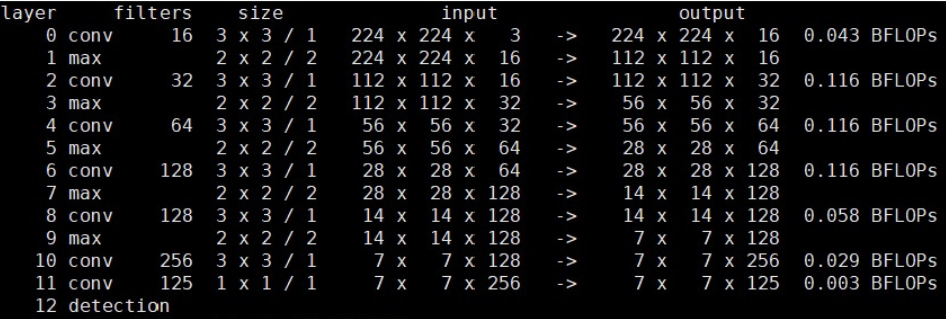 layer     filters    size              input                output
    0 conv     16  3 x 3 / 1   224 x 224 x   3   ->   224 x 224 x  16  0.043 BFLOPs
    1 max          2 x 2 / 2   224 x 224 x  16   ->   112 x 112 x  16
    2 conv     32  3 x 3 / 1   112 x 112 x  16   ->   112 x 112 x  32  0.116 BFLOPs
    3 max          2 x 2 / 2   112 x 112 x  32   ->    56 x  56 x  32
    4 conv     64  3 x 3 / 1    56 x  56 x  32   ->    56 x  56 x  64  0.116 BFLOPs
    5 max          2 x 2 / 2    56 x  56 x  64   ->    28 x  28 x  64
    6 conv    128  3 x 3 / 1    28 x  28 x  64   ->    28 x  28 x 128  0.116 BFLOPs
    7 max          2 x 2 / 2    28 x  28 x 128   ->    14 x  14 x 128
    8 conv    128  3 x 3 / 1    14 x  14 x 128   ->    14 x  14 x 128  0.058 BFLOPs
    9 max          2 x 2 / 2    14 x  14 x 128   ->     7 x   7 x 128
   10 conv    256  3 x 3 / 1     7 x   7 x 128   ->     7 x   7 x 256  0.029 BFLOPs
   11 conv    125  1 x 1 / 1     7 x   7 x 256   ->     7 x   7 x 125  0.003 BFLOPs
   12 detection